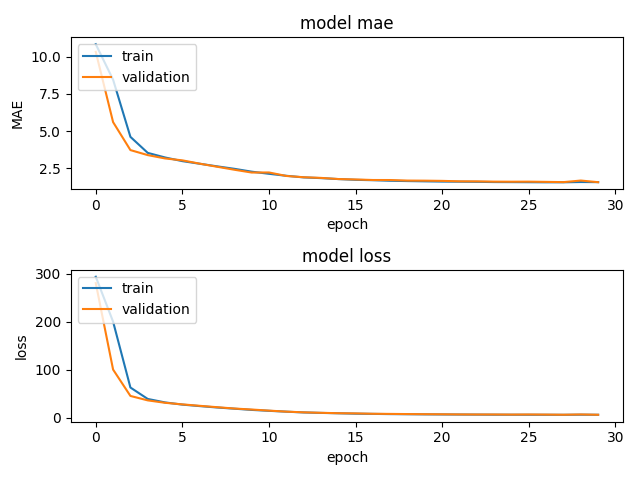 model mae
train
validation
10.0
7.5
5.0
2.5
MAE
0 5 10 15 20 25 30
epoch
model loss
train
validation
300
200
100
0
loss
0 5 10 15 20 25 30
epoch